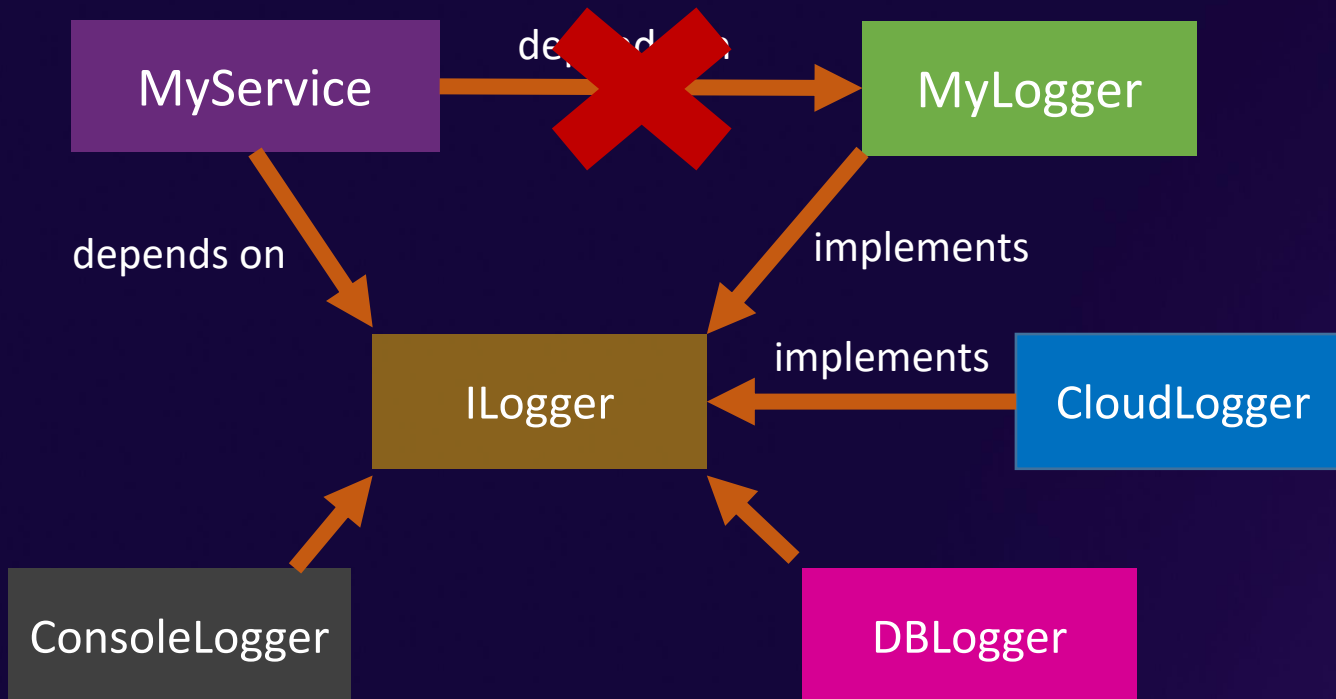 MyService
MyLogger
depends on
implements
implements
ILogger
CloudLogger
ConsoleLogger
DBLogger